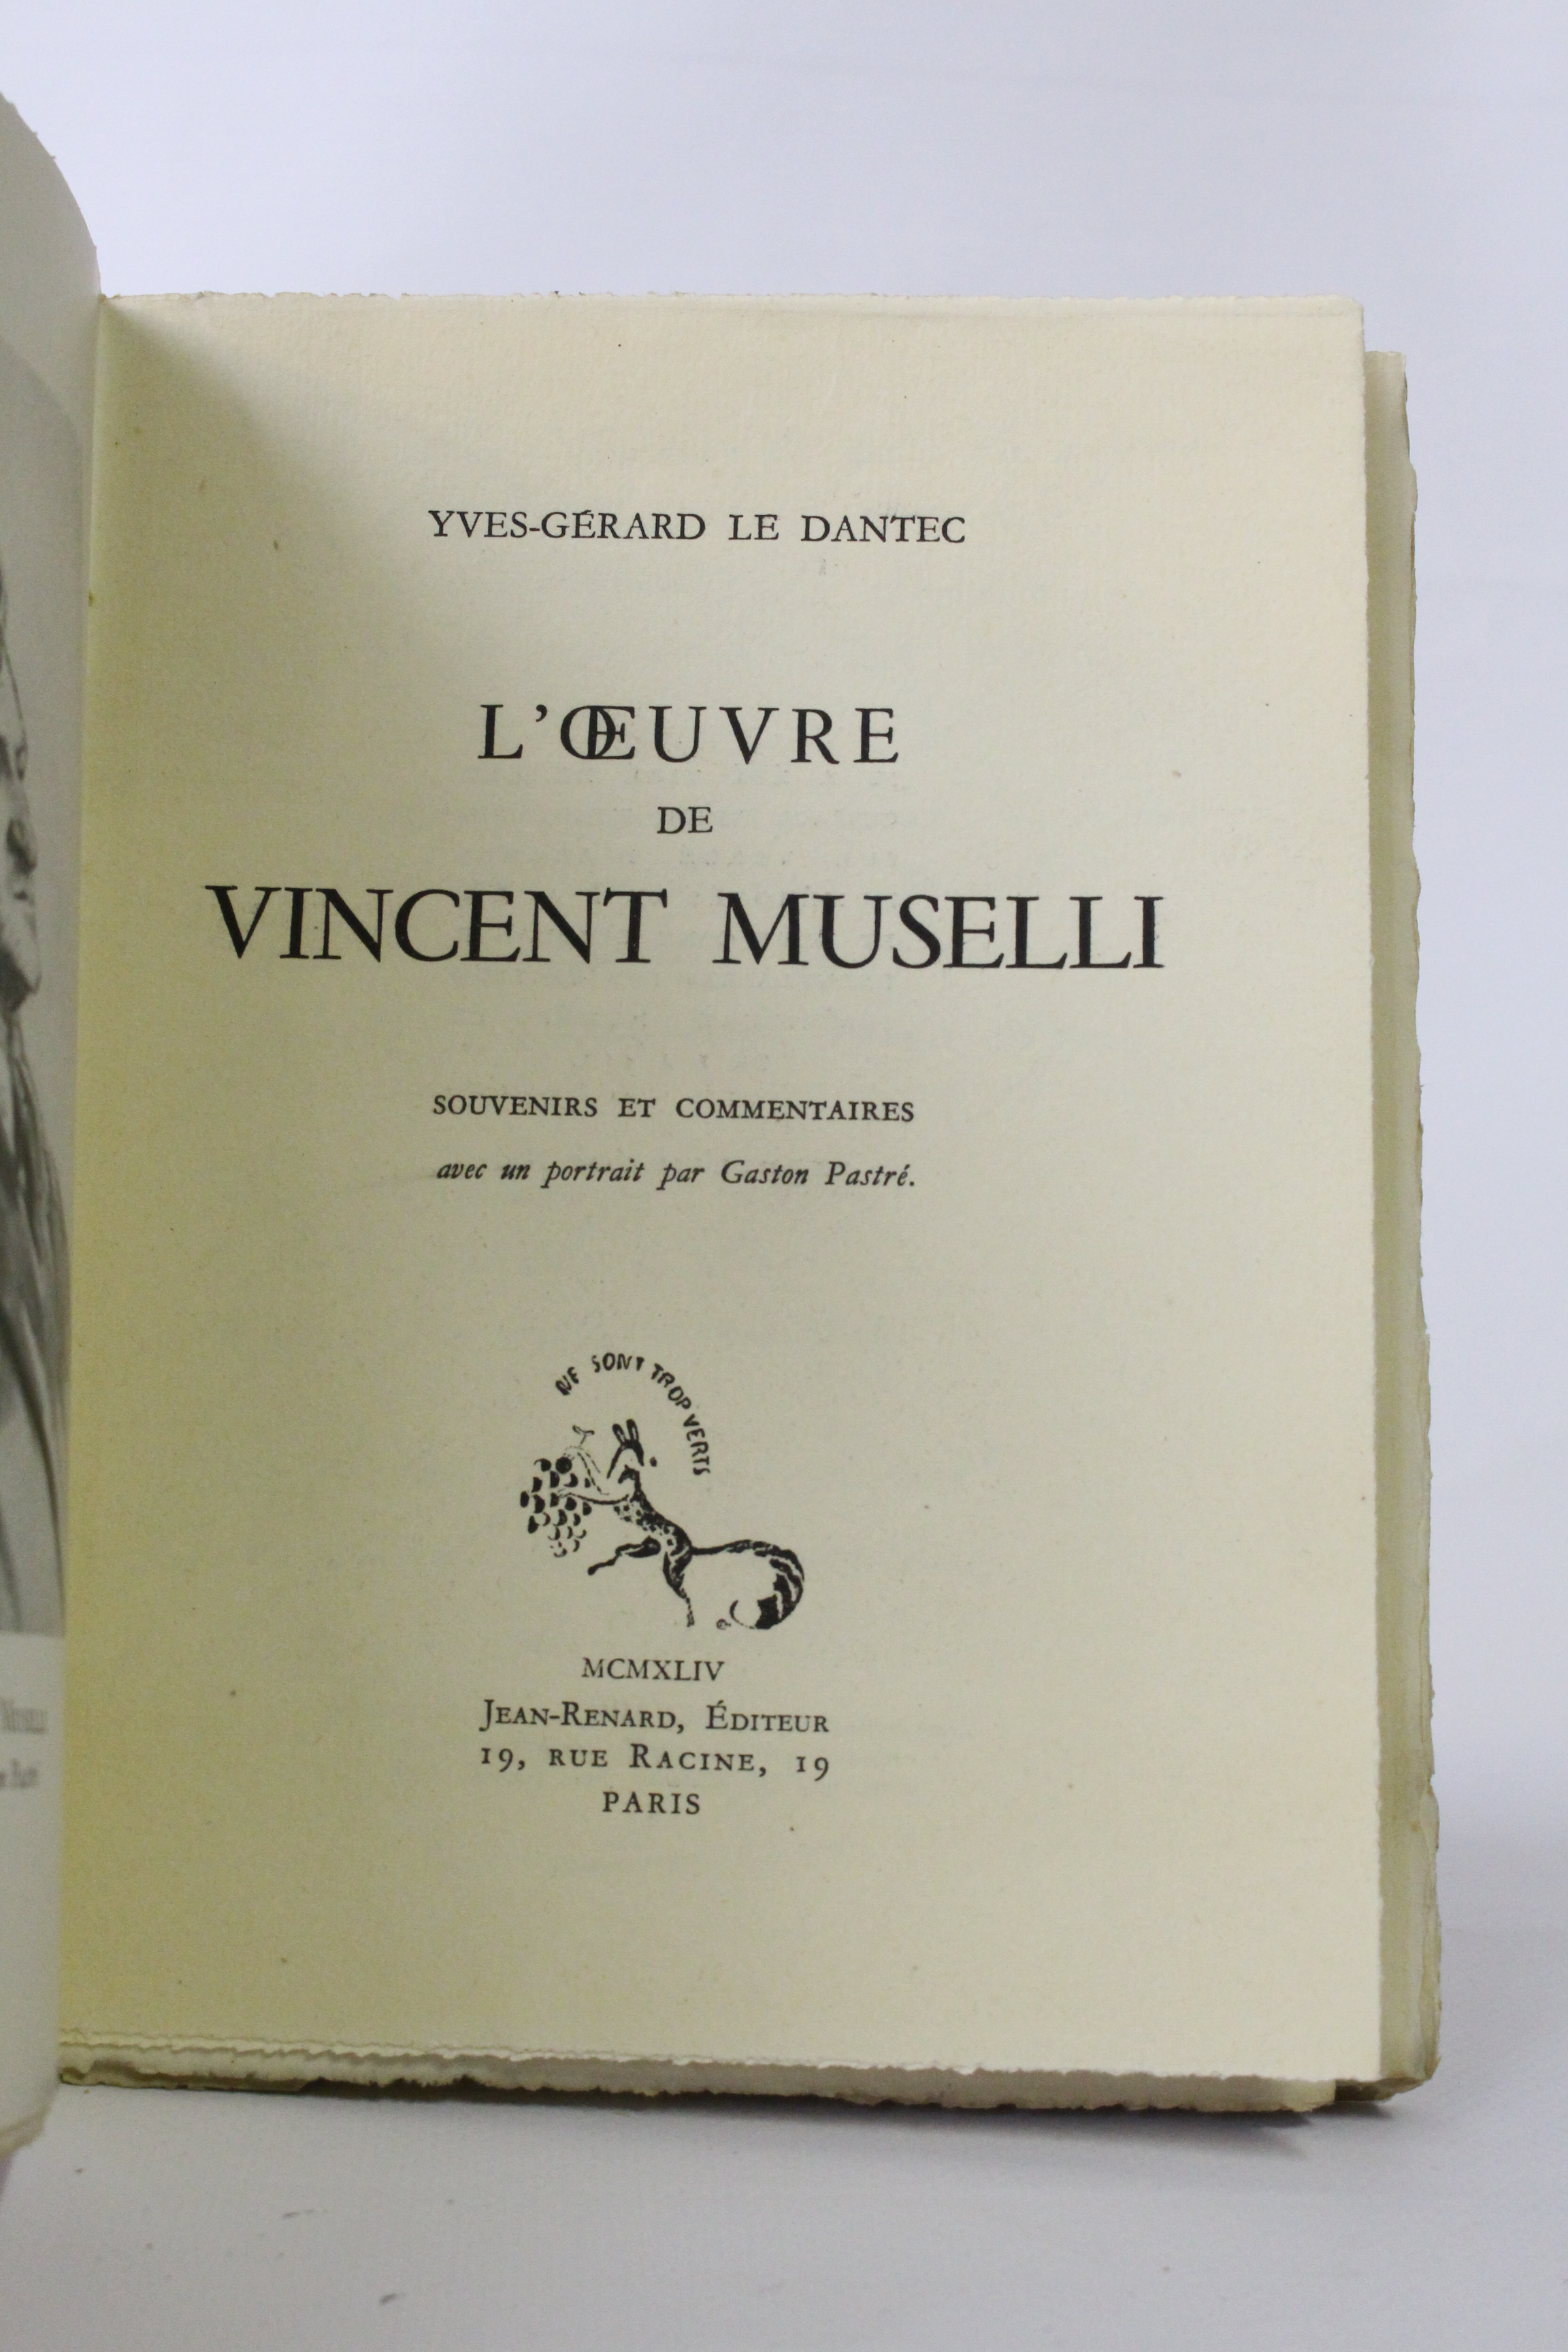 YVES-GÉRARD LE DANTEC
L'ŒUVRE
DE
VINCENT MUSELLI
SOUVENIRS ET COMMENTAIRES
avec un portrait par Gaston Pastré.
NE SONT TROP VERTS
MCMXLIV
JEAN-RENARD, ÉDITEUR
19, RUE RACINE, 19
PARIS